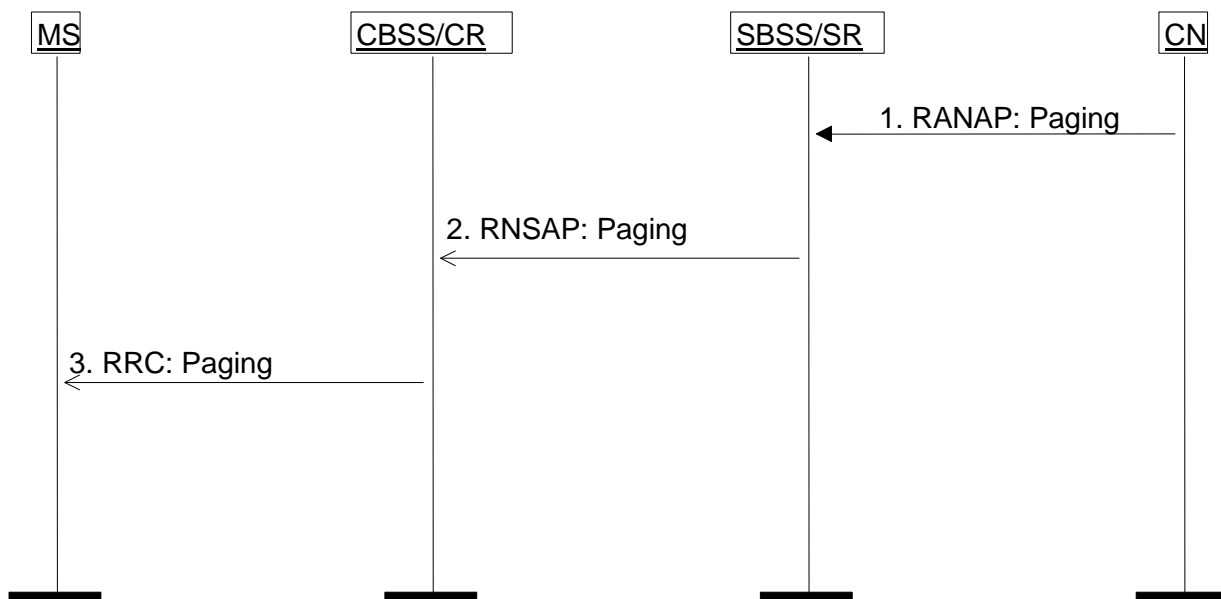 MS
CBSS/CR
SBSS/SR
CN
1. RANAP: Paging
2. RNSAP: Paging
3. RRC: Paging